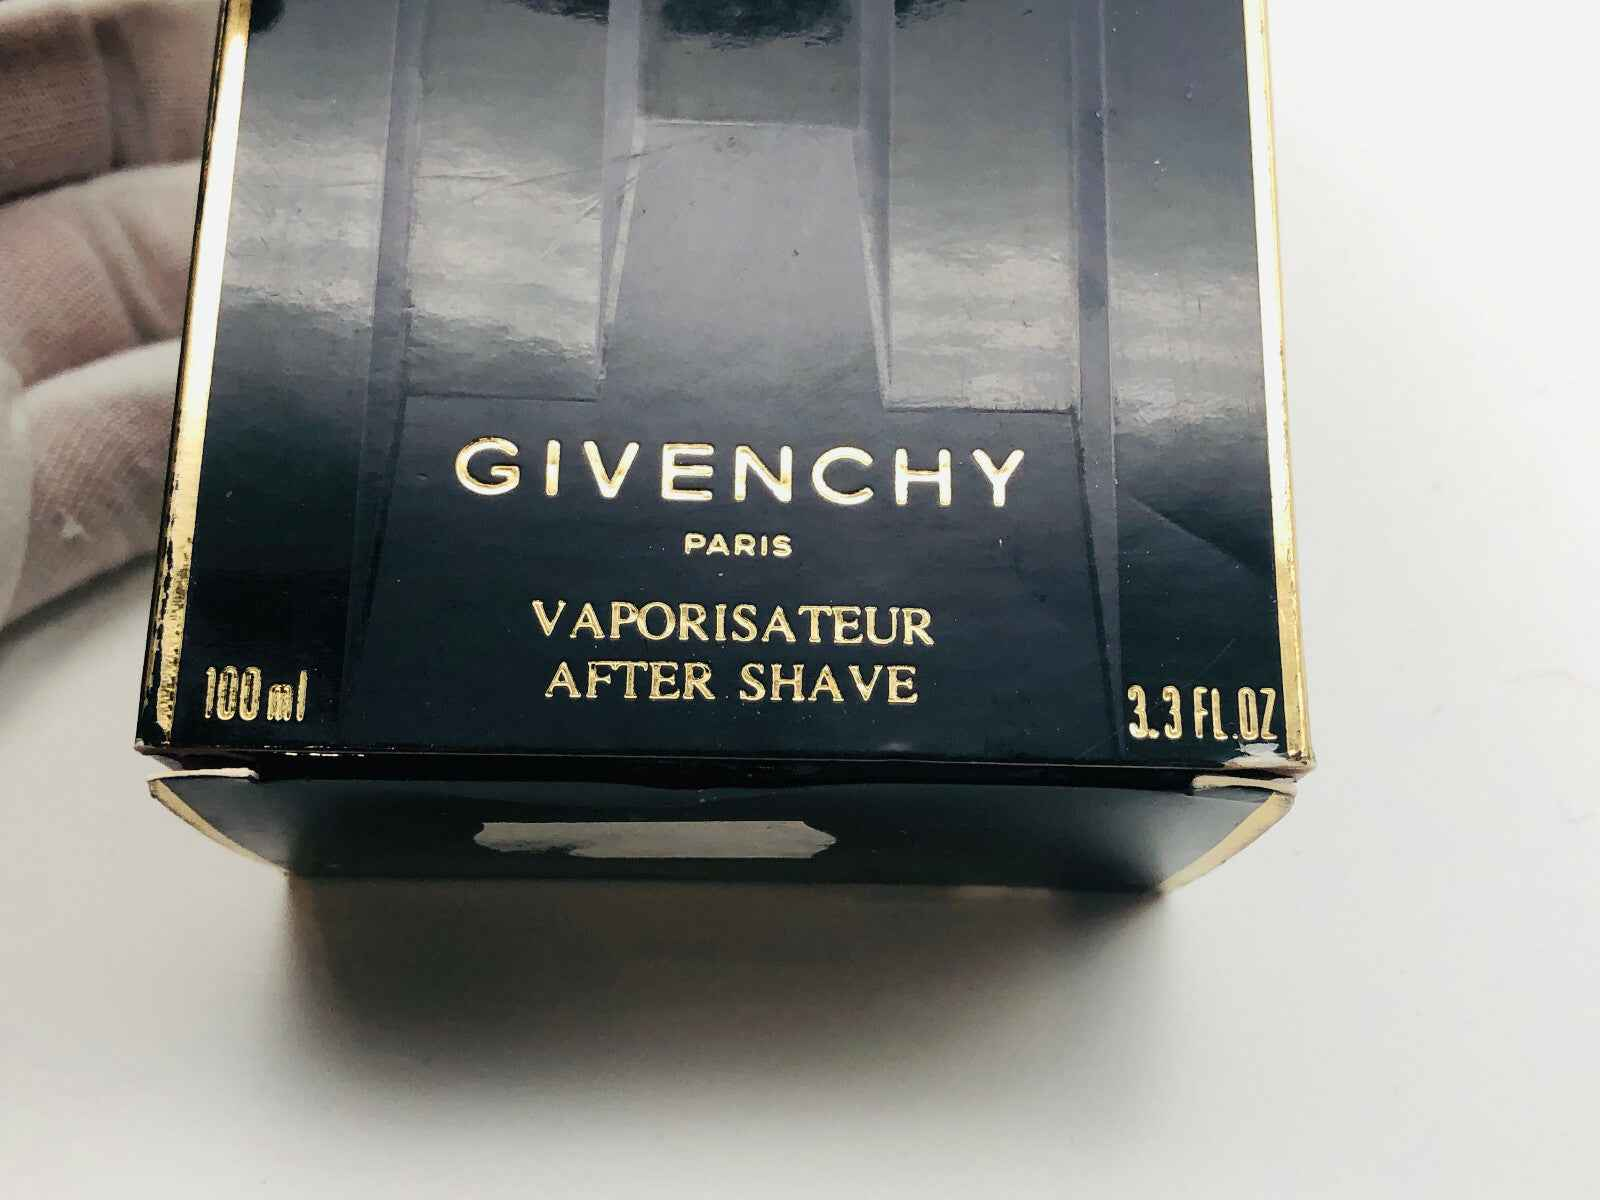 GIVENCHY
PARIS
VAPORISATEUR
AFTER SHAVE
100 ml
3.3 FL.OZ